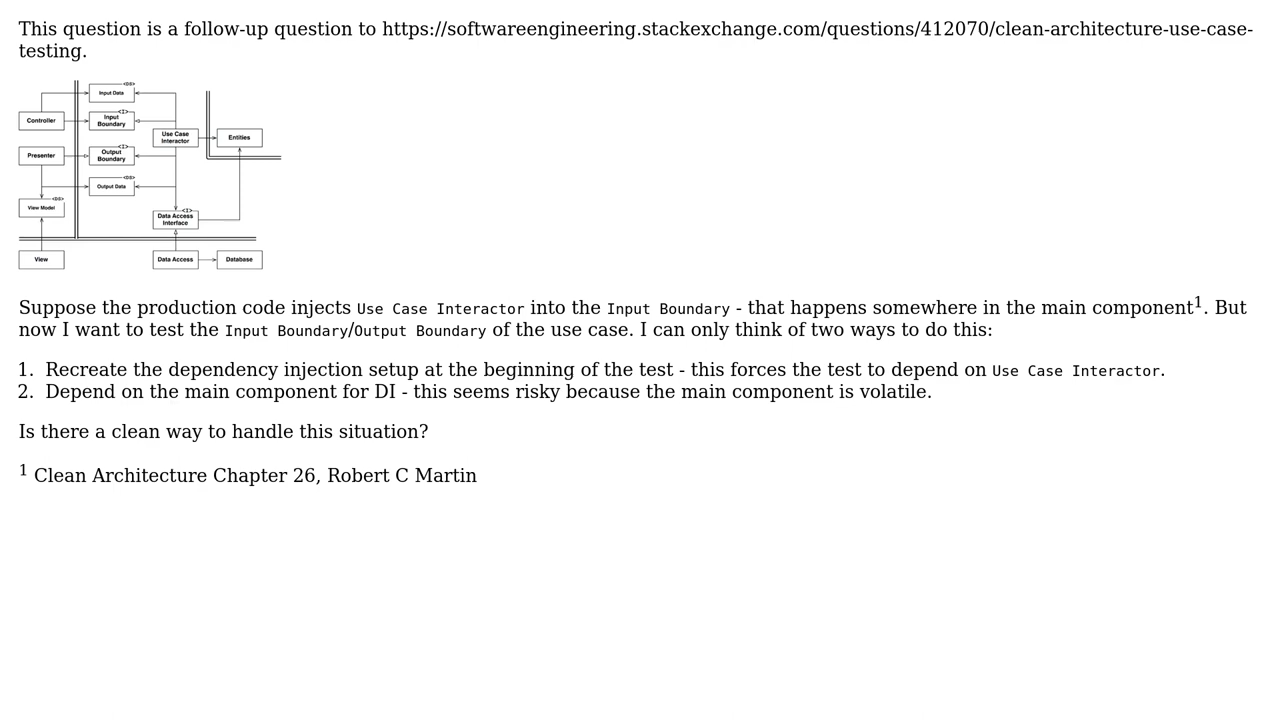 This question is a follow-up question to https://softwareengineering.stackexchange.com/questions/412070/clean-architecture-use-case-
testing.
<DS>
Input Data
<I>
Controller
Input
Boundary
Use Case
Interactor
Entities
<I>
Presenter
Output
Boundary
<DS>
Output Data
<DS>
View Model
<I>
Data Access
Interface
View
Data Access
Database
Suppose the production code injects Use Case Interactor into the Input Boundary - that happens somewhere in the main component1. But
now I want to test the Input Boundary/Output Boundary of the use case. I can only think of two ways to do this:
1. Recreate the dependency injection setup at the beginning of the test - this forces the test to depend on Use Case Interactor.
2. Depend on the main component for DI - this seems risky because the main component is volatile.
Is there a clean way to handle this situation?
1 Clean Architecture Chapter 26, Robert C Martin